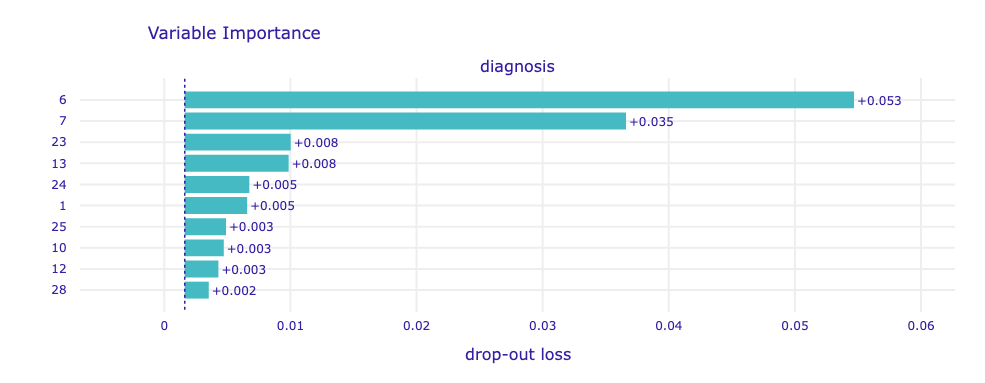 Variable Importance
diagnosis
6 +0.053
7 +0.035
23 +0.008
13 +0.008
24 +0.005
1 +0.005
25 +0.003
10 +0.003
12 +0.003
28 +0.002
0 0.01 0.02 0.03 0.04 0.05 0.06
drop-out loss